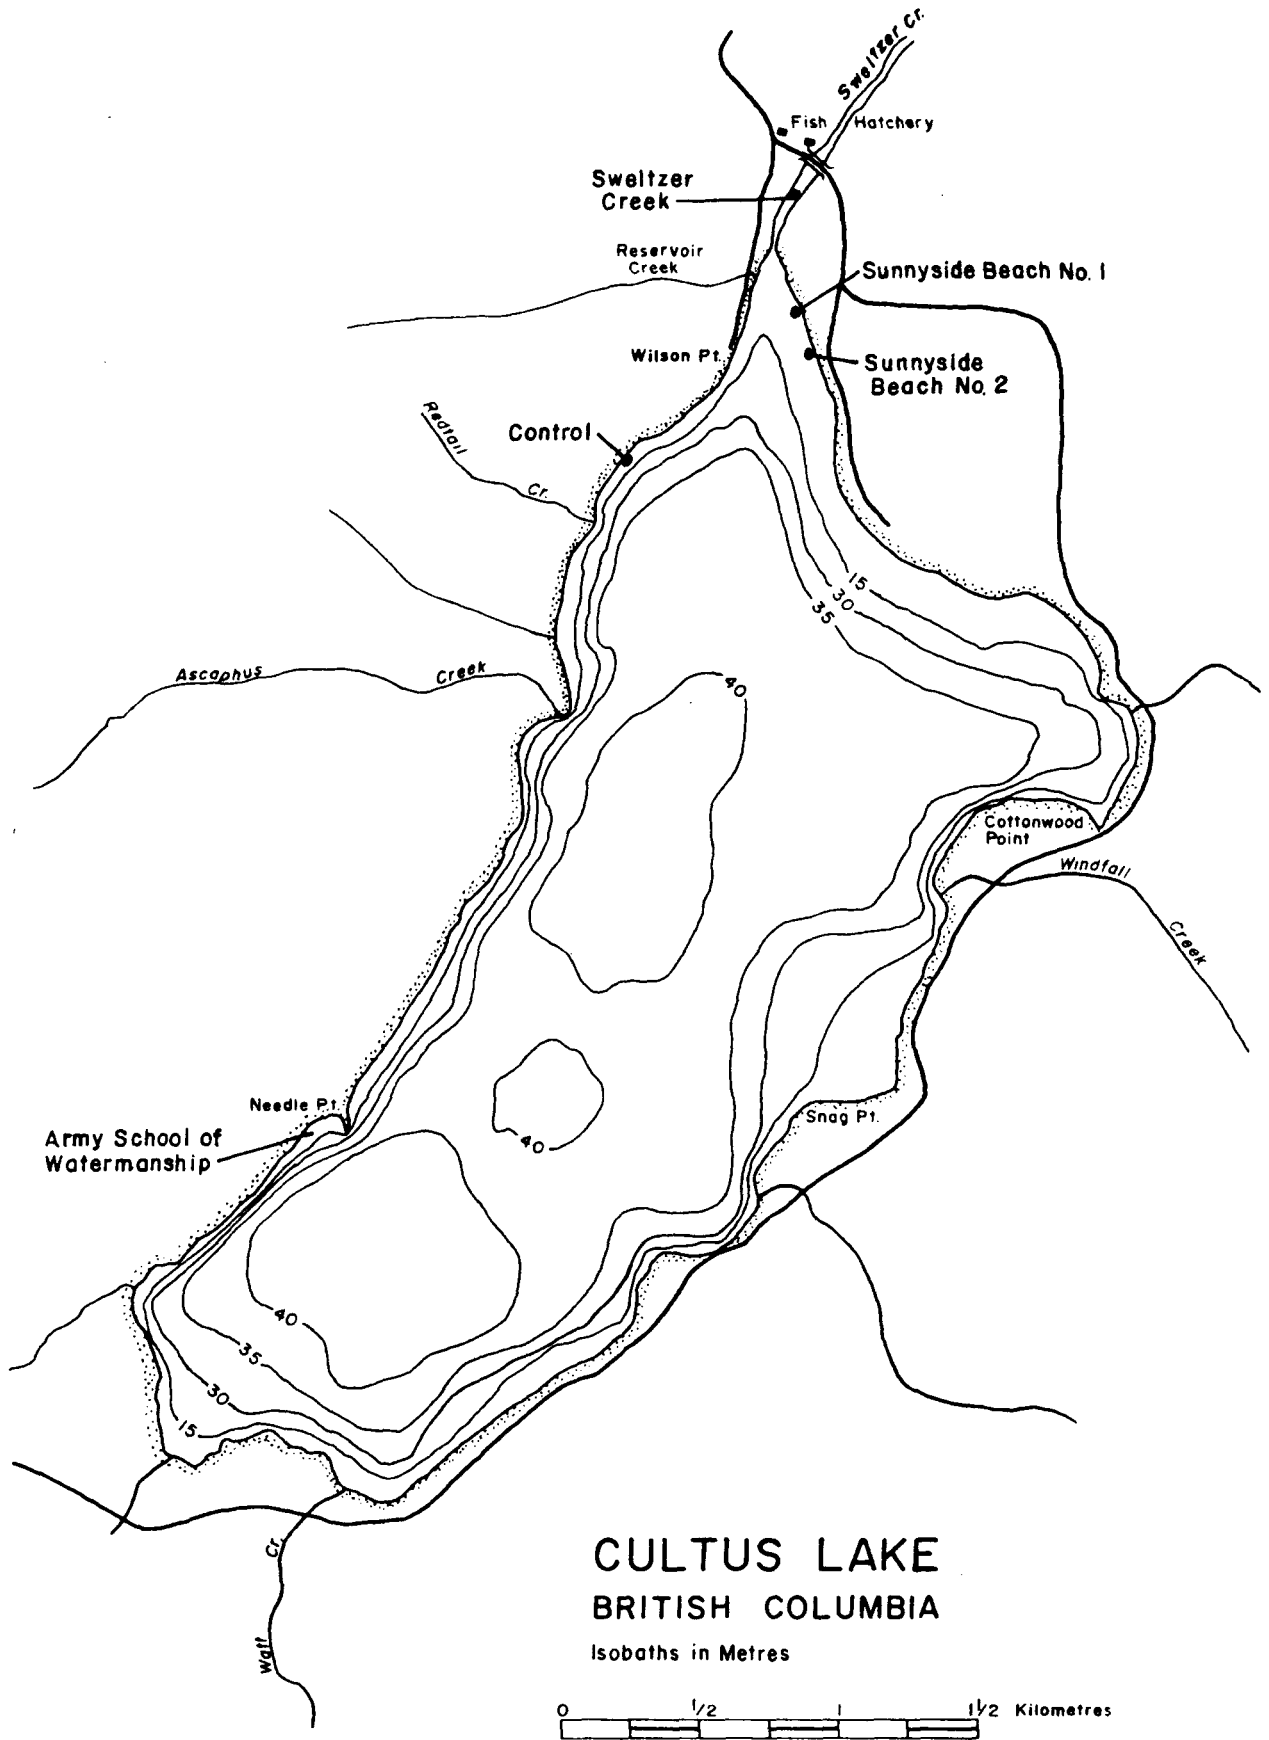 Sweltzer Cr.
Fish Hatchery
Sweltzer
Creek
Reservoir
Creek
Sunnyside Beach No. 1
Wilson Pt.
Sunnyside
Beach No. 2
Redtail
Cr.
Control
15
30
35
Ascaphus Creek
40
Cottonwood
Point
Windfall
Creek
Needle Pt.
Snag Pt.
Army School of
Watermanship
40
40
35
30
15
Watt Cr.
CULTUS LAKE
BRITISH COLUMBIA
Isobaths in Metres
0 1/2 1 1 1/2 Kilometres